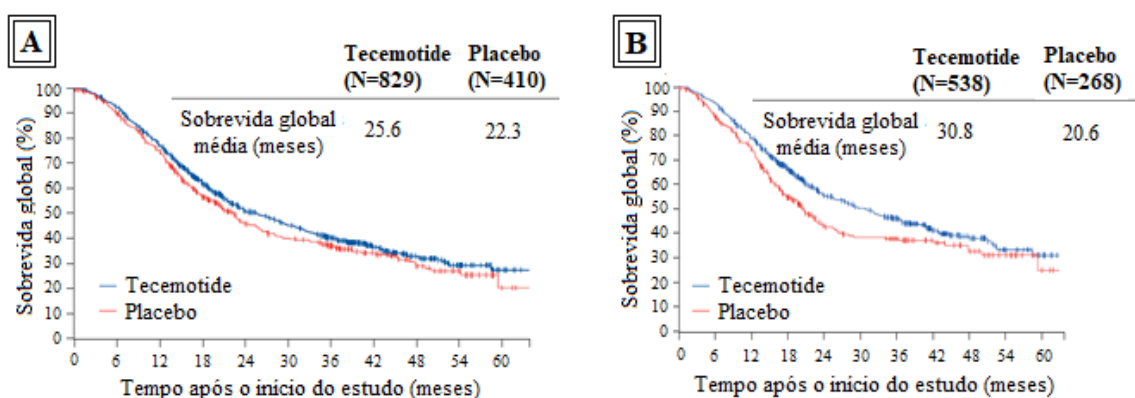 A
Tecemotide Placebo
(N=829) (N=410)
Sobrevida global 25.6 22.3
média (meses)
Sobrevida global (%)
100
90
80
70
60
50
40
30
20
10
0
Tecemotide
Placebo
0 6 12 18 24 30 36 42 48 54 60
Tempo após o início do estudo (meses)
B
Tecemotide Placebo
(N=538) (N=268)
Sobrevida global 30.8 20.6
média (meses)
Sobrevida global (%)
100
90
80
70
60
50
40
30
20
10
0
Tecemotide
Placebo
0 6 12 18 24 30 36 42 48 54 60
Tempo após o início do estudo (meses)